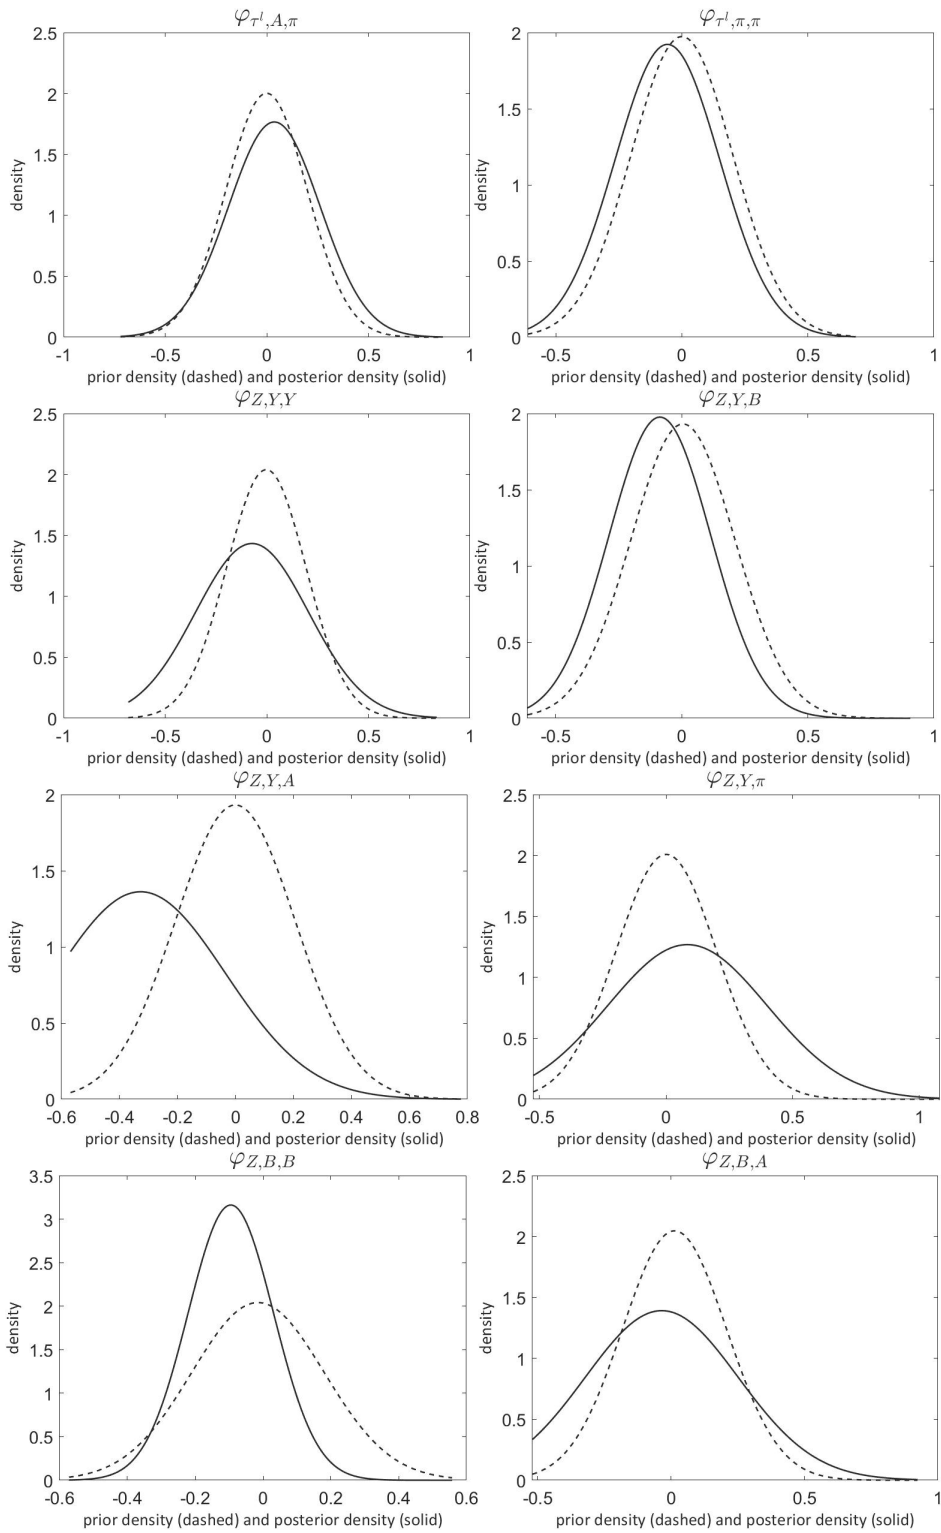 φτˡ,A,π
2.5
2
1.5
1
0.5
0
density
-1 -0.5 0 0.5 1
prior density (dashed) and posterior density (solid)
φτˡ,π,π
2
1.5
1
0.5
0
density
-0.5 0 0.5 1
prior density (dashed) and posterior density (solid)
φZ,Y,Y
2.5
2
1.5
1
0.5
0
density
-1 -0.5 0 0.5 1
prior density (dashed) and posterior density (solid)
φZ,Y,B
2
1.5
1
0.5
0
density
-0.5 0 0.5 1
prior density (dashed) and posterior density (solid)
φZ,Y,A
2
1.5
1
0.5
0
density
-0.6 -0.4 -0.2 0 0.2 0.4 0.6 0.8
prior density (dashed) and posterior density (solid)
φZ,Y,π
2.5
2
1.5
1
0.5
0
density
-0.5 0 0.5 1
prior density (dashed) and posterior density (solid)
φZ,B,B
3.5
3
2.5
2
1.5
1
0.5
0
density
-0.6 -0.4 -0.2 0 0.2 0.4 0.6
prior density (dashed) and posterior density (solid)
φZ,B,A
2.5
2
1.5
1
0.5
0
density
-0.5 0 0.5 1
prior density (dashed) and posterior density (solid)